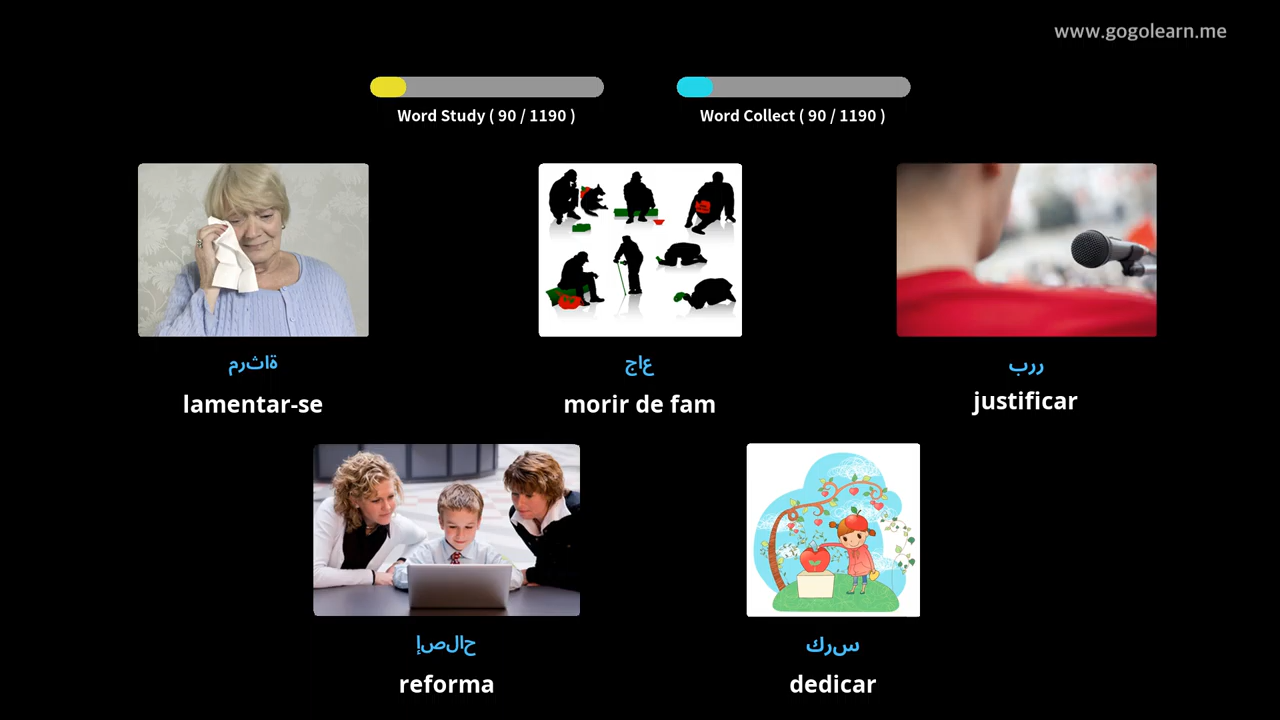 www.gogolearn.me
Word Study ( 90 / 1190 )
Word Collect ( 90 / 1190 )
ةاثرم
lamentar-se
عاج
morir de fam
ررب
justificar
حالصإ
reforma
سرك
dedicar